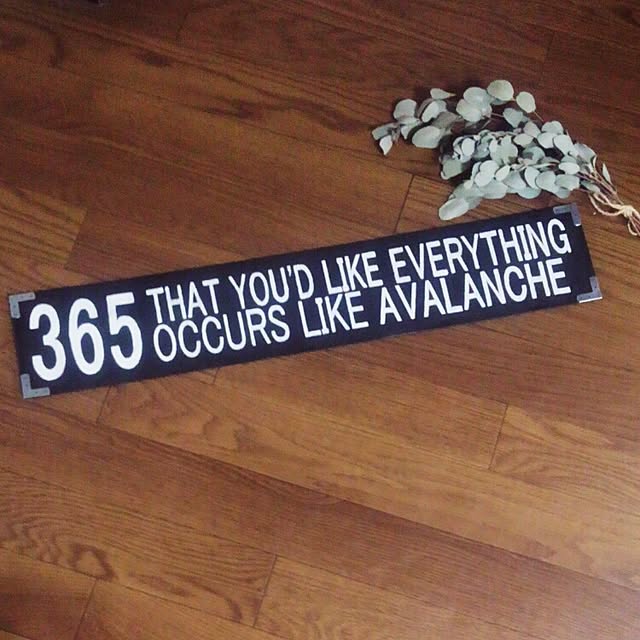 365 THAT YOU'D LIKE EVERYTHING
OCCURS LIKE AVALANCHE